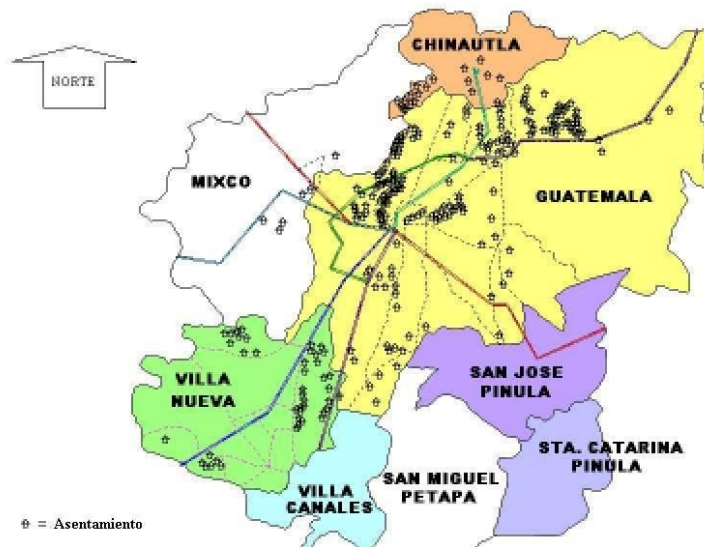 CHINAUTLA
NORTE
MIXCO
GUATEMALA
SAN JOSE
PINULA
VILLA
NUEVA
STA. CATARINA
PINULA
SAN MIGUEL
PETAPA
VILLA
CANALES
= Asentamiento